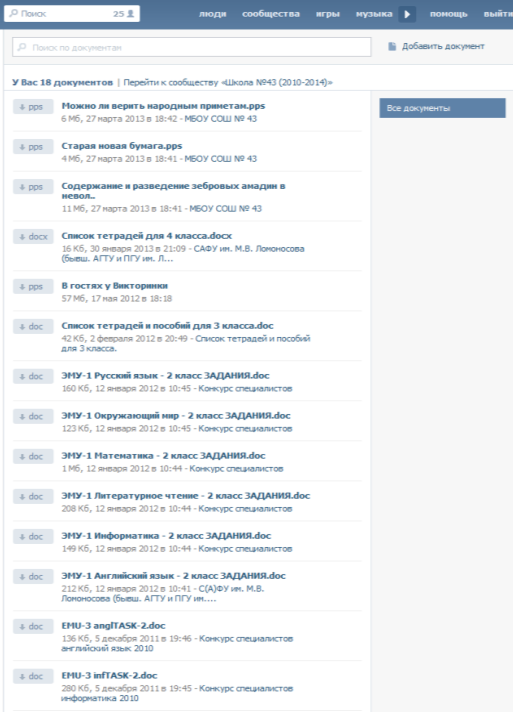 Поиск 25 люди сообщества игры музыка помощь выйти
Поиск по документам Добавить документ
У Вас 18 документов | Перейти к сообществу «Школа №43 (2010-2014)»
Все документы
pps Можно ли верить народным приметам.pps
6 Мб, 27 марта 2013 в 18:42 - МБОУ СОШ № 43
pps Старая новая бумага.pps
4 Мб, 27 марта 2013 в 18:41 - МБОУ СОШ № 43
pps Содержание и разведение зебровых амадин в
невол..
11 Мб, 27 марта 2013 в 18:41 - МБОУ СОШ № 43
docx Список тетрадей для 4 класса.docx
16 Кб, 30 января 2013 в 21:09 - САФУ им. М.В. Ломоносова
(бывш. АГТУ и ПГУ им. Л...
pps В гостях у Викторинки
57 Мб, 17 мая 2012 в 18:18
doc Список тетрадей и пособий для 3 класса.doc
42 Кб, 2 февраля 2012 в 20:49 - Список тетрадей и пособий
для 3 класса.
doc ЭМУ-1 Русский язык - 2 класс ЗАДАНИЯ.doc
160 Кб, 12 января 2012 в 10:45 - Конкурс специалистов
doc ЭМУ-1 Окружающий мир - 2 класс ЗАДАНИЯ.doc
123 Кб, 12 января 2012 в 10:45 - Конкурс специалистов
doc ЭМУ-1 Математика - 2 класс ЗАДАНИЯ.doc
1 Мб, 12 января 2012 в 10:44 - Конкурс специалистов
doc ЭМУ-1 Литературное чтение - 2 класс ЗАДАНИЯ.doc
208 Кб, 12 января 2012 в 10:44 - Конкурс специалистов
doc ЭМУ-1 Информатика - 2 класс ЗАДАНИЯ.doc
149 Кб, 12 января 2012 в 10:44 - Конкурс специалистов
doc ЭМУ-1 Английский язык - 2 класс ЗАДАНИЯ.doc
212 Кб, 12 января 2012 в 10:41 - С(А)ФУ им. М.В.
Ломоносова (бывш. АГТУ и ПГУ им....
doc EMU-3 anglTASK-2.doc
136 Кб, 5 декабря 2011 в 19:46 - Конкурс специалистов
английский язык 2010
doc EMU-3 infTASK-2.doc
280 Кб, 5 декабря 2011 в 19:45 - Конкурс специалистов
информатика 2010